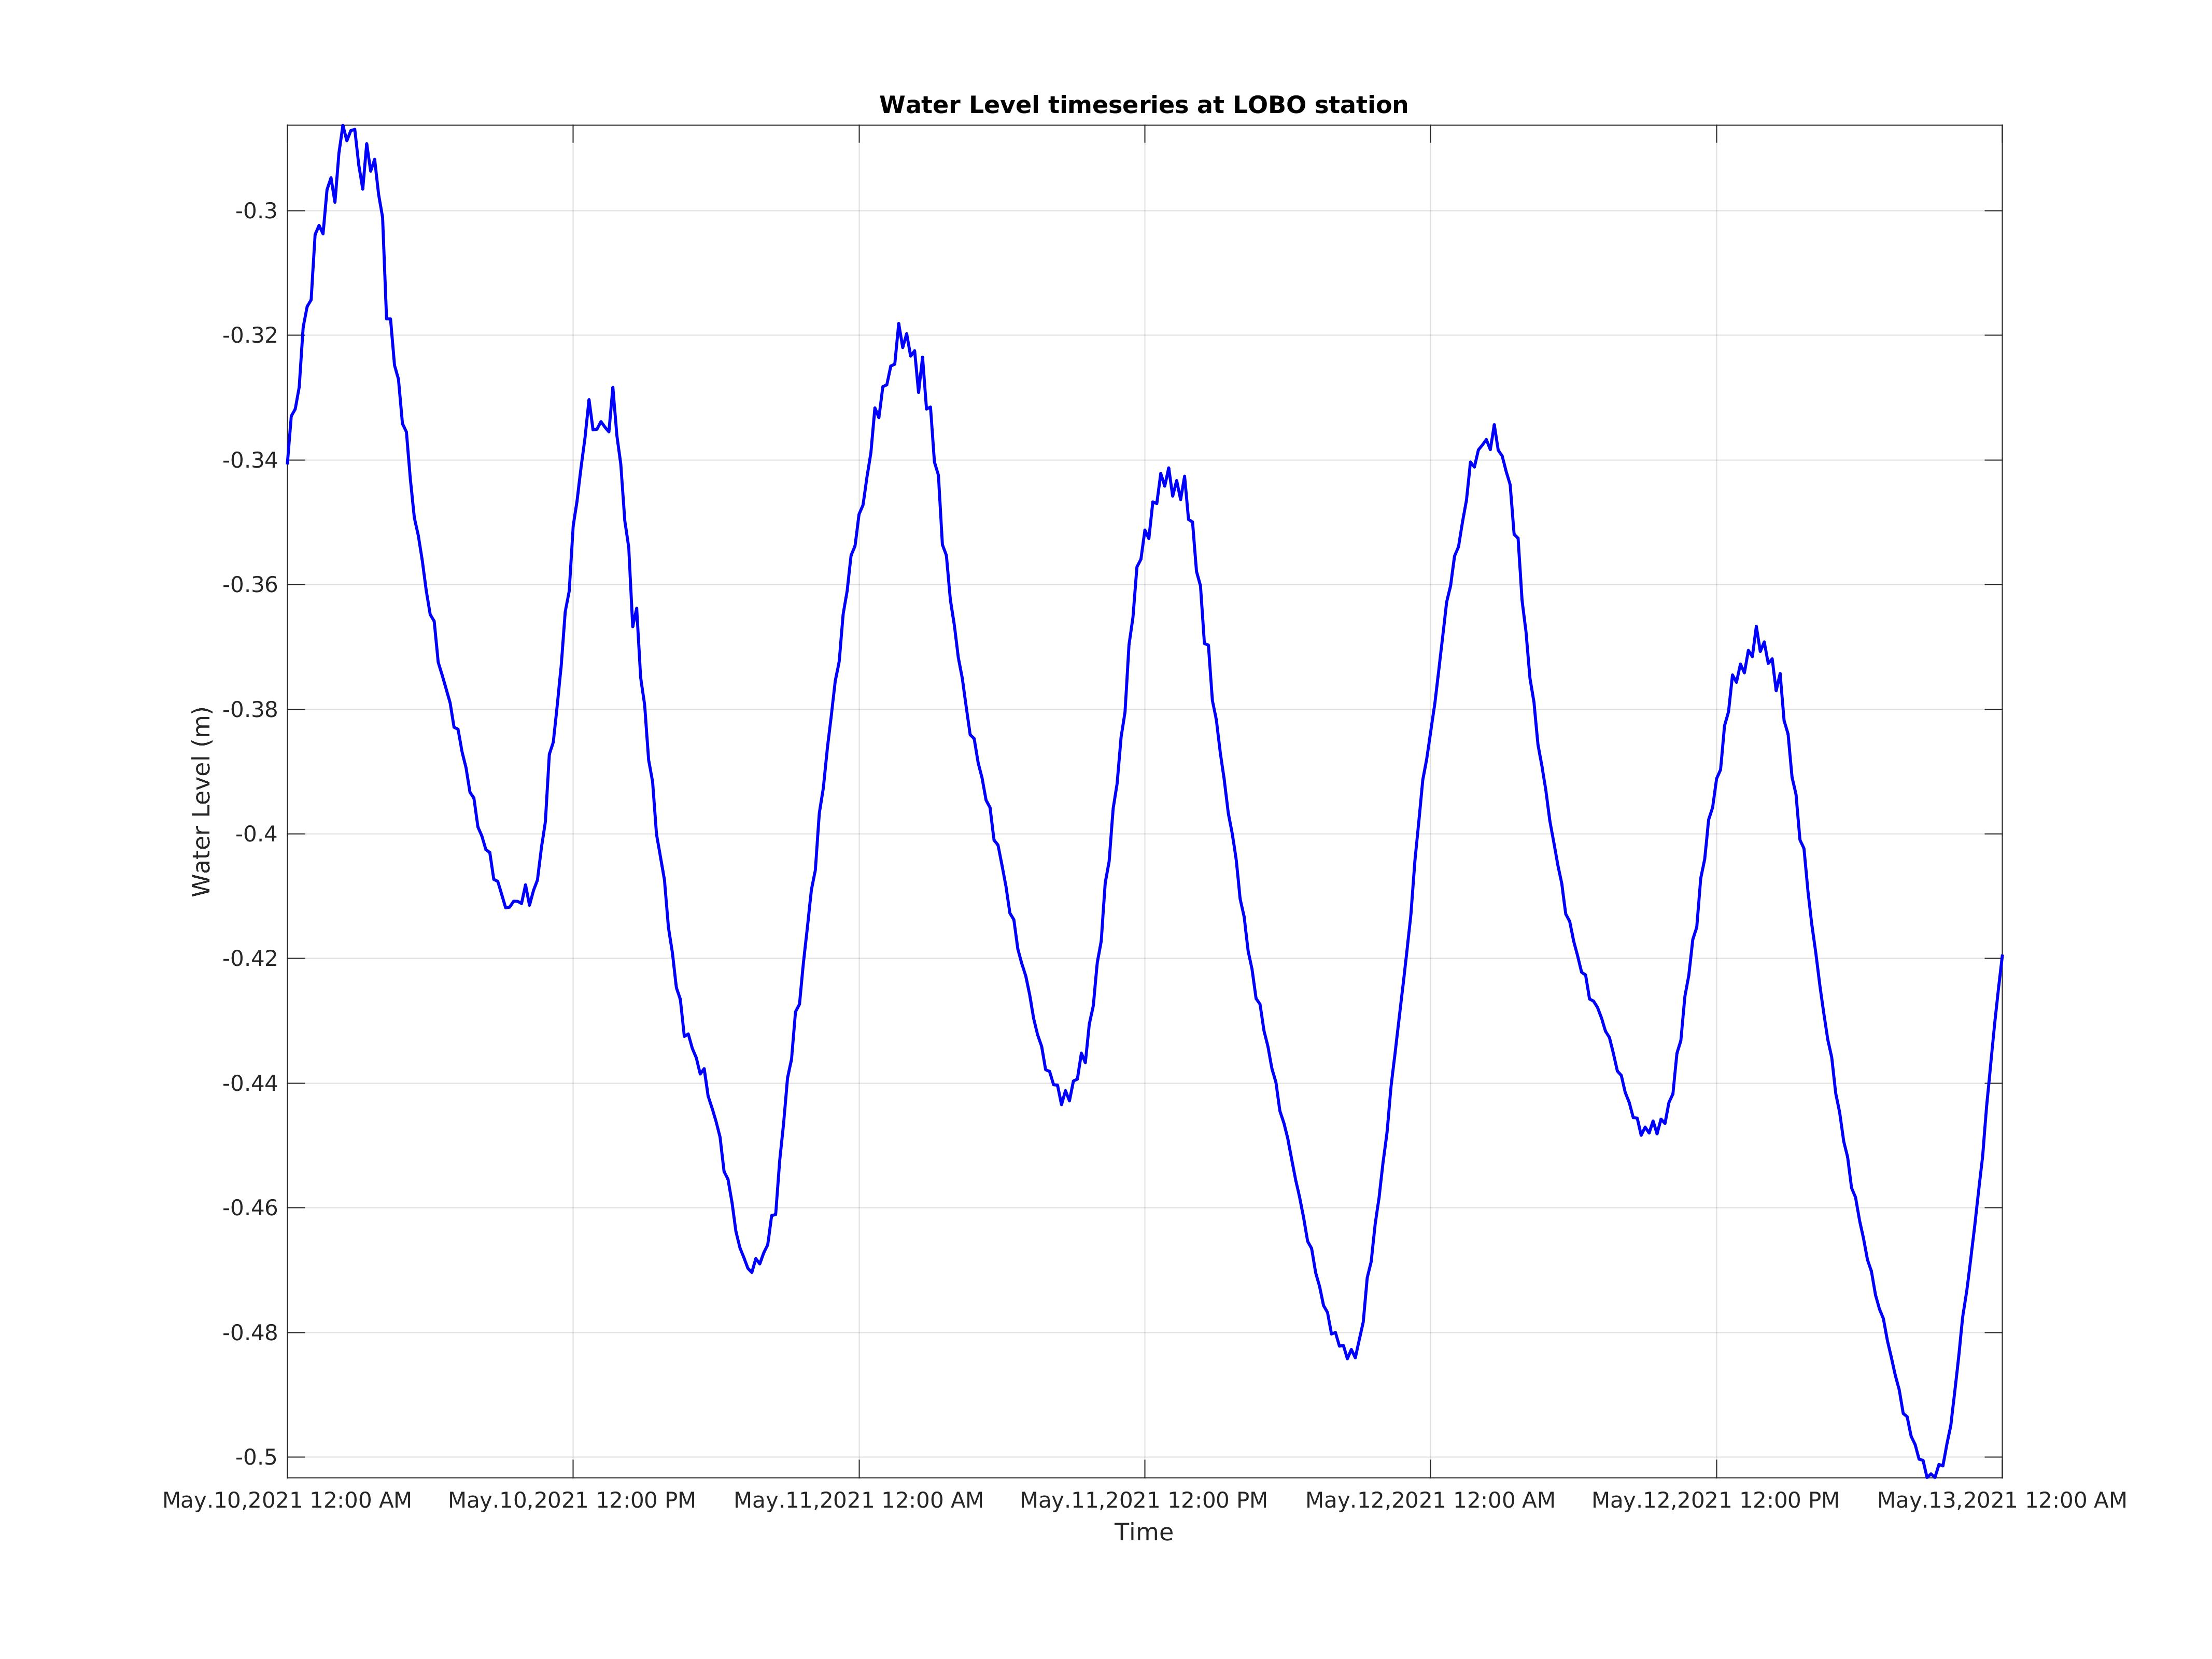 Water Level timeseries at LOBO station
-0.3
-0.32
-0.34
-0.36
-0.38
-0.4
-0.42
-0.44
-0.46
-0.48
-0.5
Water Level (m)
May.10,2021 12:00 AM
May.10,2021 12:00 PM
May.11,2021 12:00 AM
May.11,2021 12:00 PM
May.12,2021 12:00 AM
May.12,2021 12:00 PM
May.13,2021 12:00 AM
Time